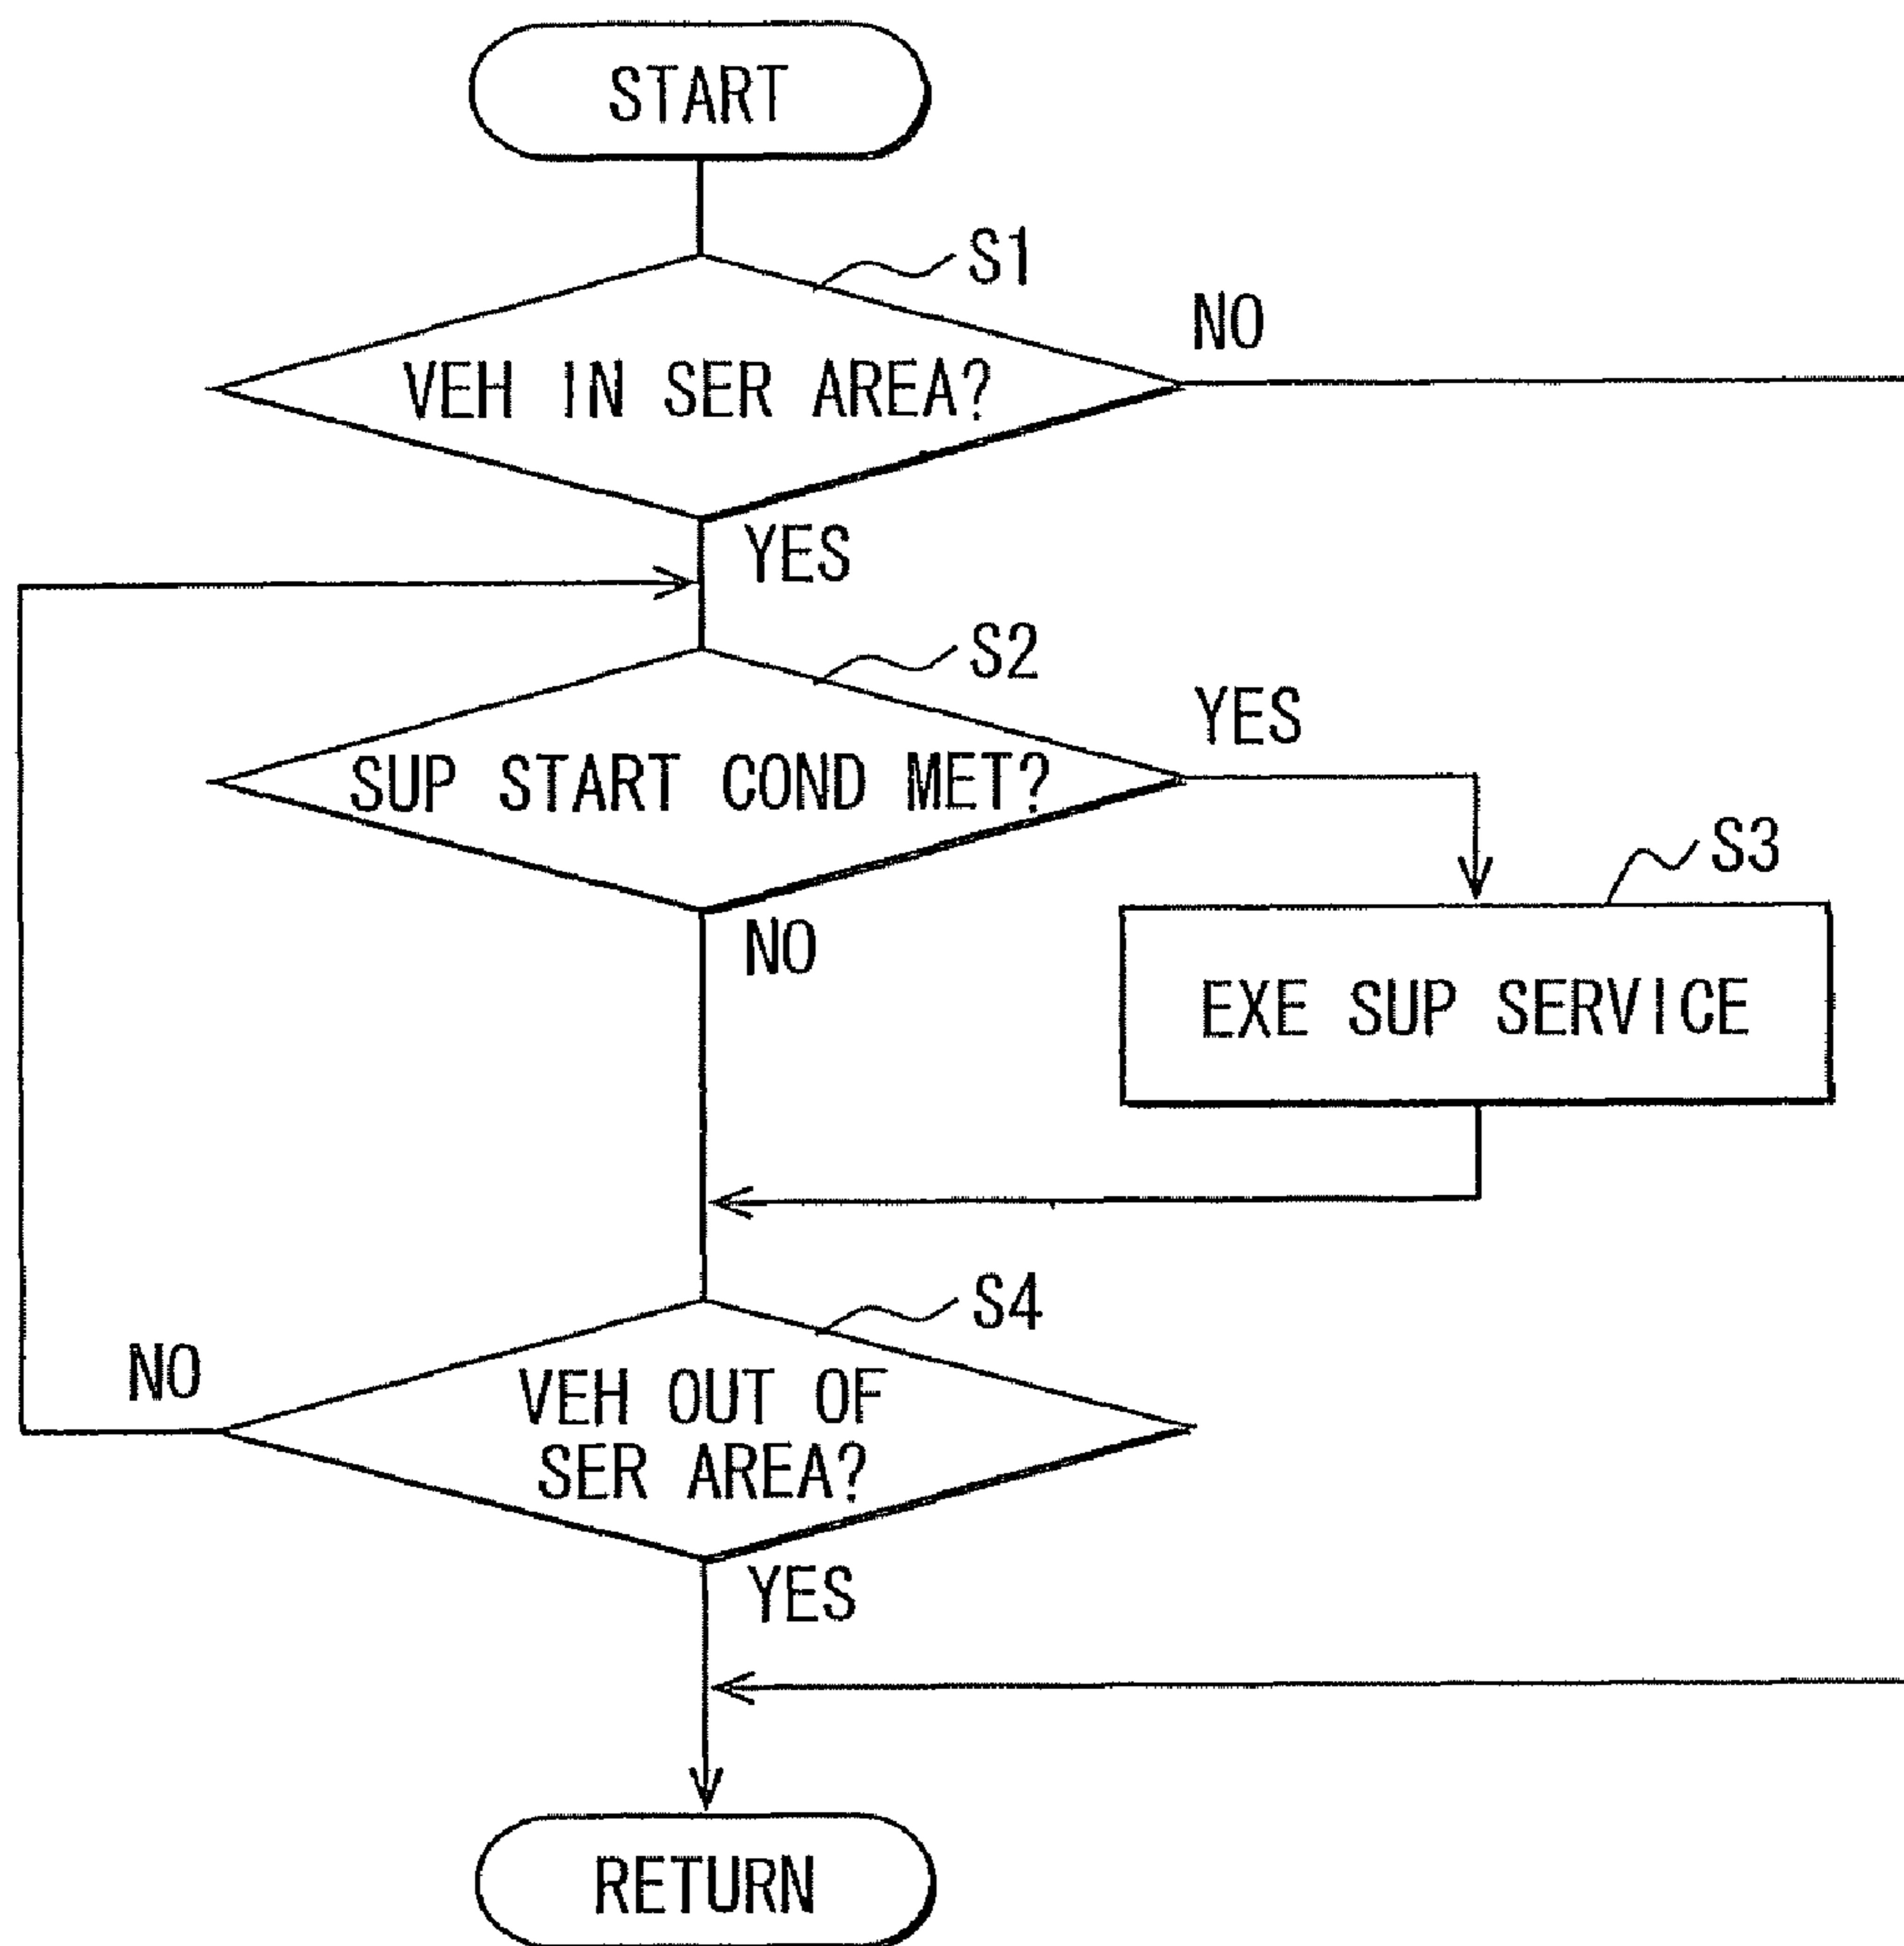 START
S1
NO
VEH IN SER AREA?
YES
S2
YES
SUP START COND MET?
S3
NO
EXE SUP SERVICE
S4
NO
VEH OUT OF
SER AREA?
YES
RETURN